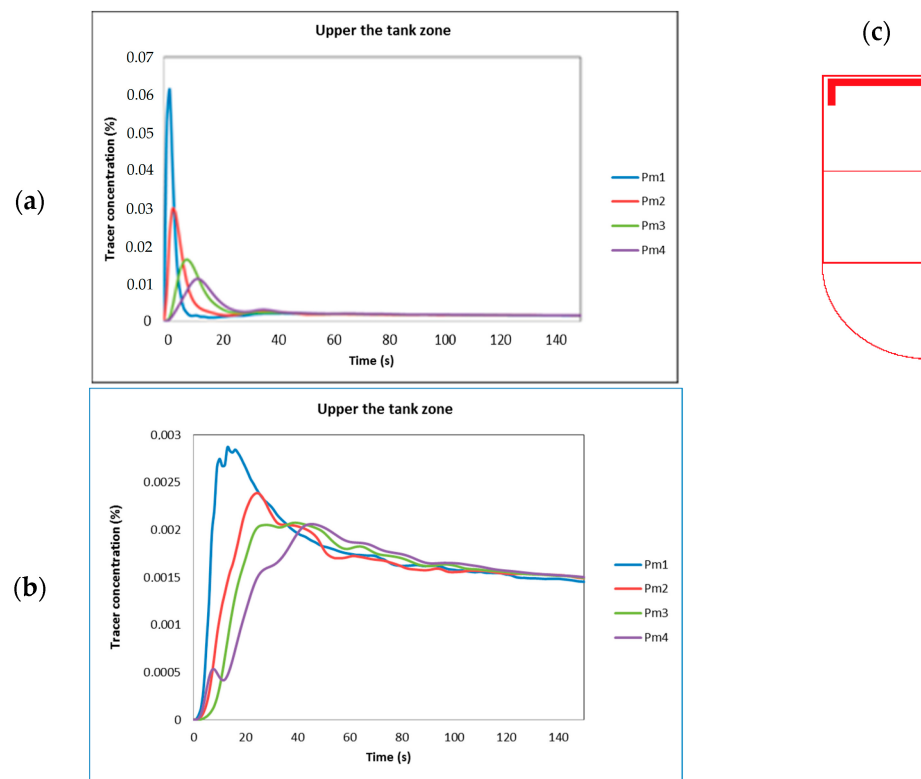 (a)
Upper the tank zone
Tracer concentration (%)
0.07
0.06
0.05
0.04
0.03
0.02
0.01
0
0 20 40 60 80 100 120 140
Time (s)
Pm1
Pm2
Pm3
Pm4
(c)
(b)
Upper the tank zone
Tracer concentration (%)
0.003
0.0025
0.002
0.0015
0.001
0.0005
0
0 20 40 60 80 100 120 140
Time (s)
Pm1
Pm2
Pm3
Pm4